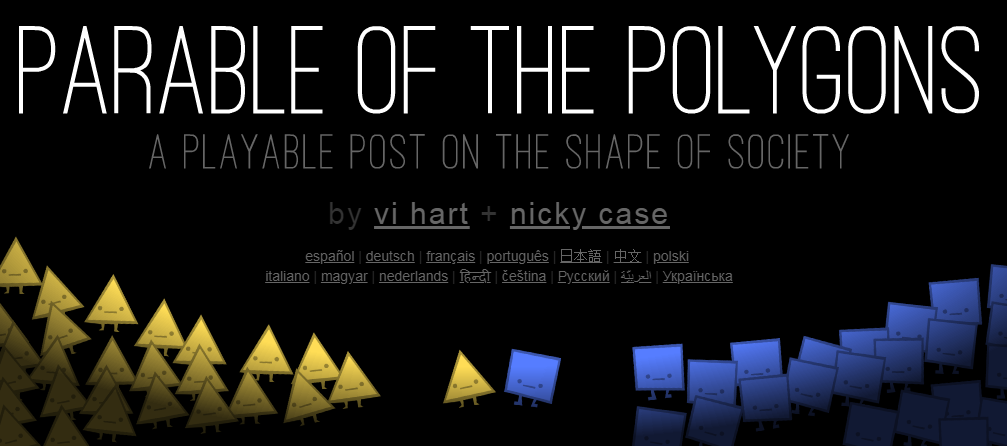 PARABLE OF THE POLYGONS
A PLAYABLE POST ON THE SHAPE OF SOCIETY
by vi hart + nicky case
español | deutsch | français | português | 日本語 | 中文 | polski
italiano | magyar | nederlands | हिन्दी | čeština | Русский | العربيّة | Українська